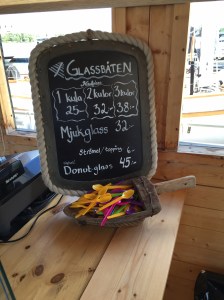 GLASSBÅTEN
1 kula 2 kulor 3 kulor
25:- 32:- 38:-
Mjukglass 32:-
Strössel/topping 6:-
Donutglass 45:-